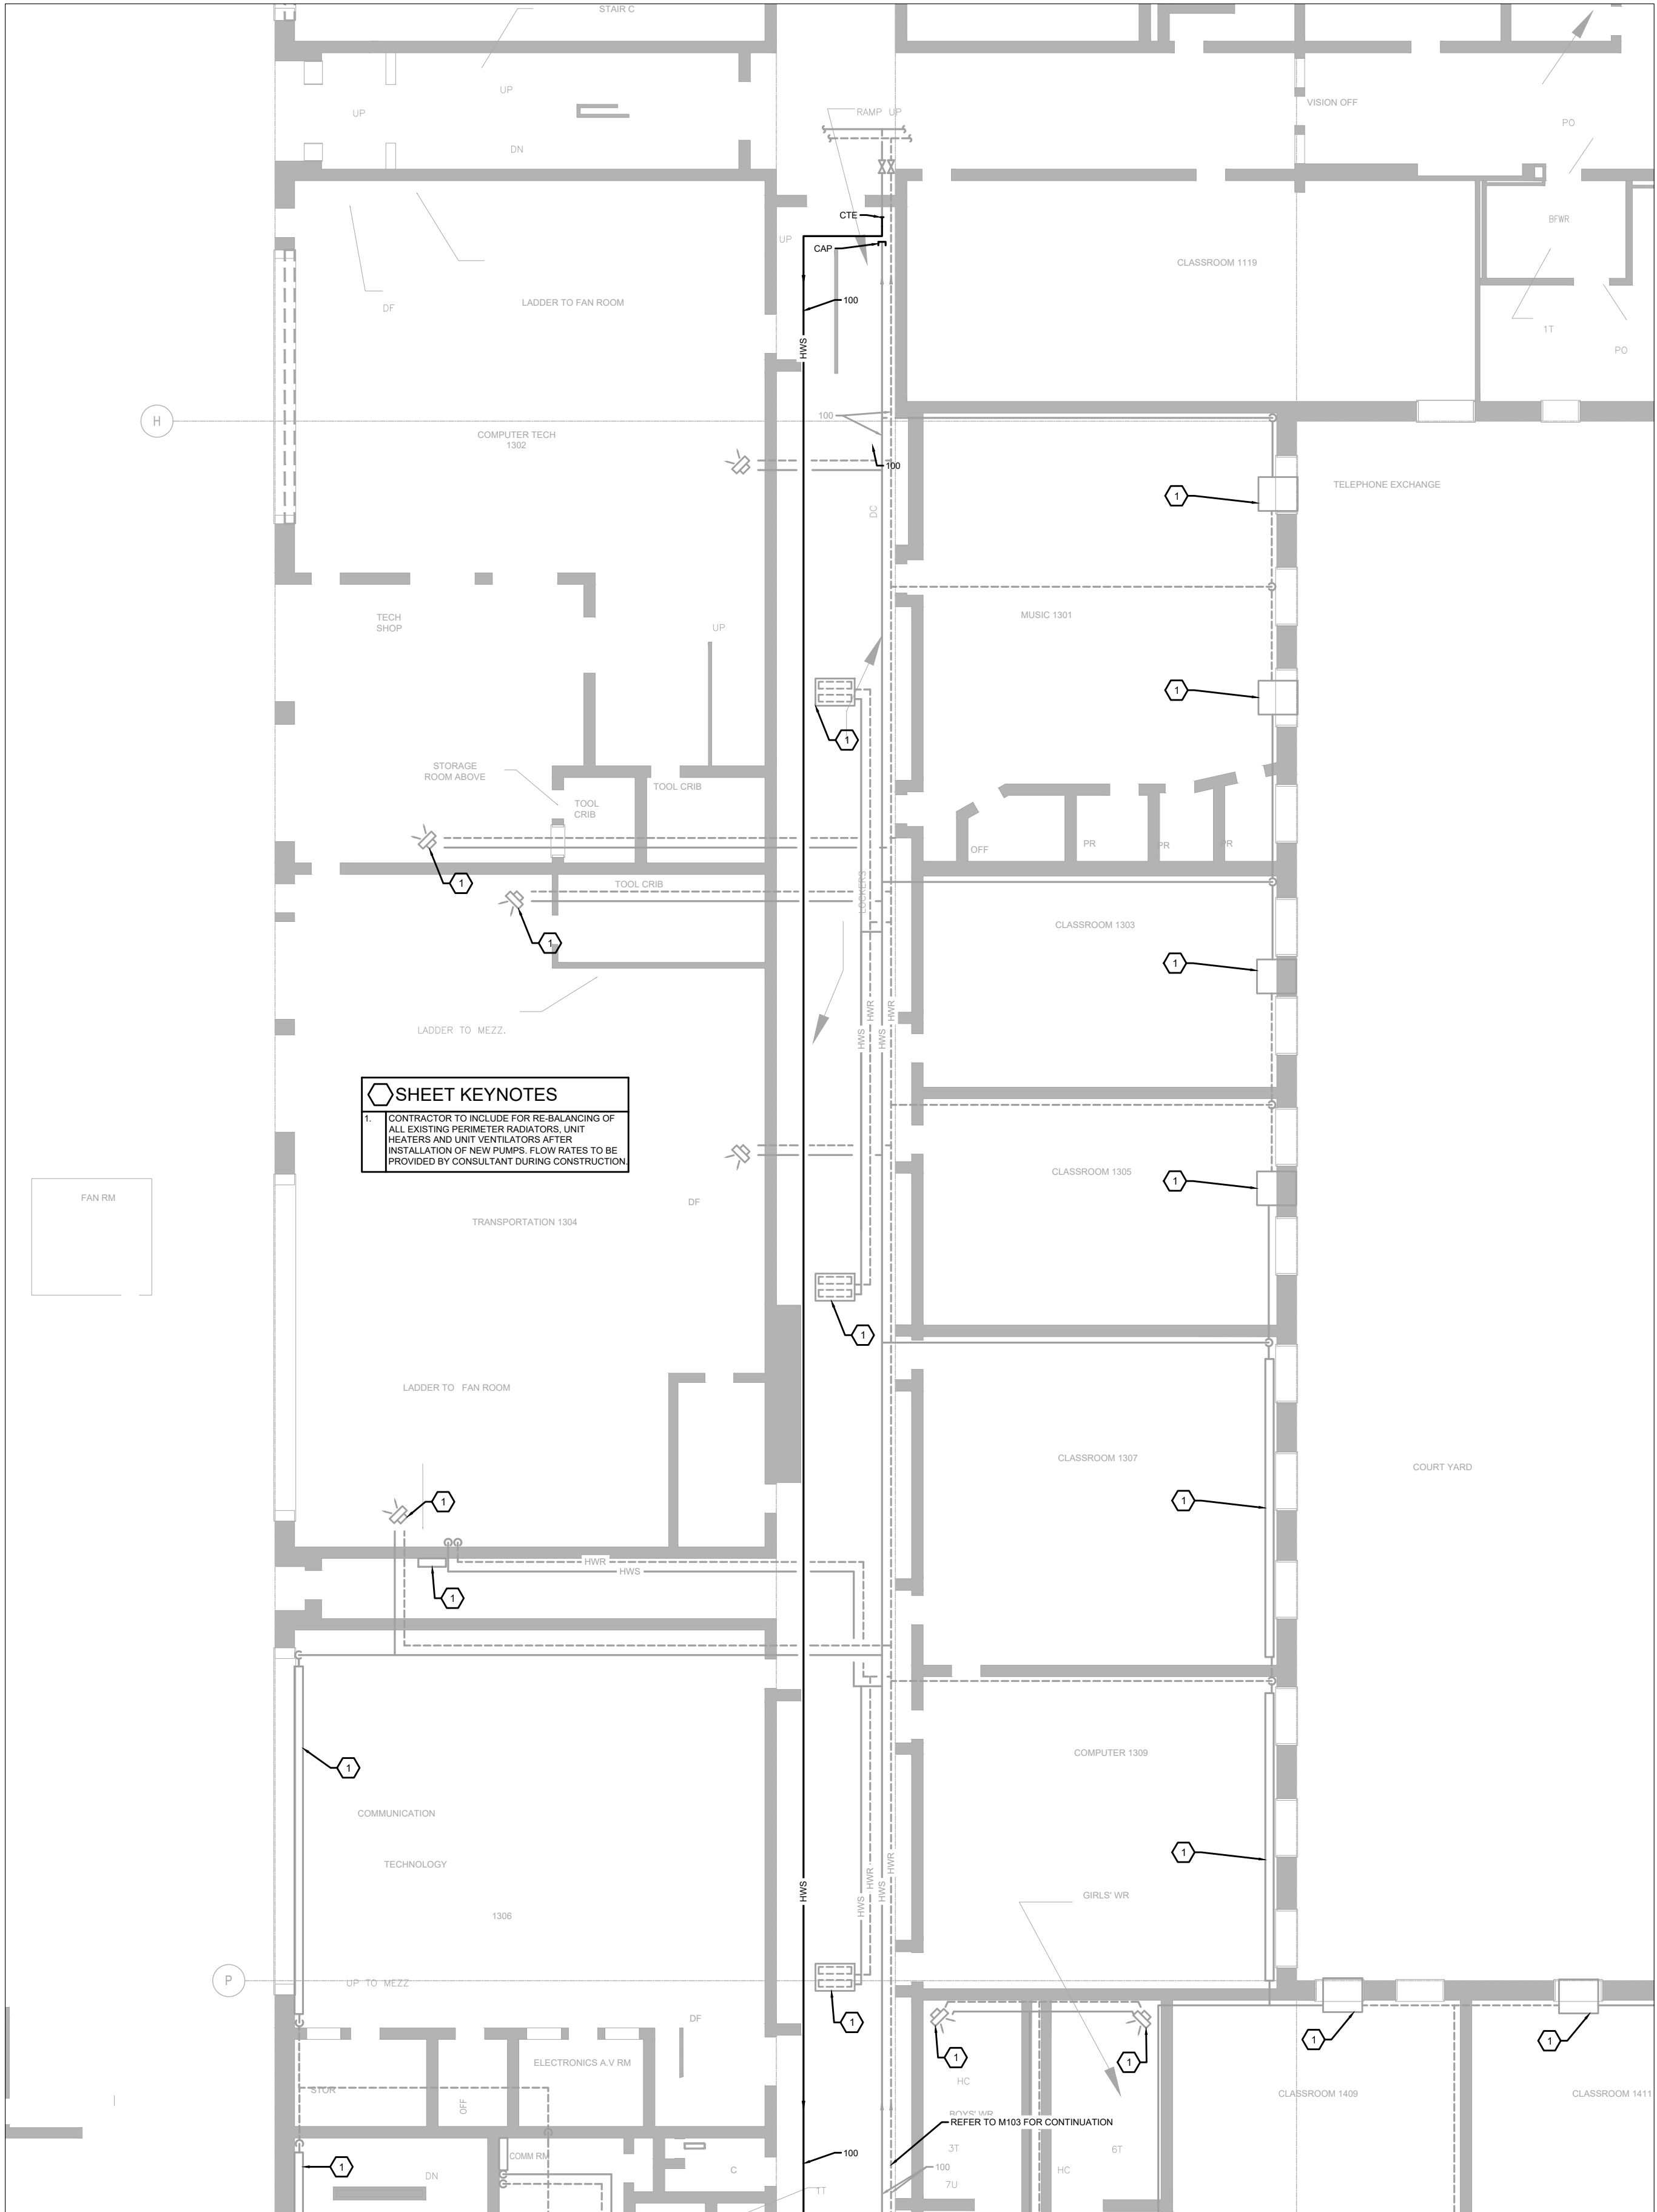 STAIR C
UP
UP
DN
RAMP UP
VISION OFF
PO
CTE
CAP
UP
BFWR
CLASSROOM 1119
100
LADDER TO FAN ROOM
DF
1T
PO
HWS
H
100
COMPUTER TECH
1302
100
TELEPHONE EXCHANGE
1
DC
TECH
SHOP
UP
MUSIC 1301
1
1
STORAGE
ROOM ABOVE
TOOL CRIB
TOOL
CRIB
OFF
PR
PR
PR
1
TOOL CRIB
LOCKERS
CLASSROOM 1303
1
1
LADDER TO MEZZ.
HWS
HWR
HWS
HWR
SHEET KEYNOTES
1. CONTRACTOR TO INCLUDE FOR RE-BALANCING OF
ALL EXISTING PERIMETER RADIATORS, UNIT
HEATERS AND UNIT VENTILATORS AFTER
INSTALLATION OF NEW PUMPS. FLOW RATES TO BE
PROVIDED BY CONSULTANT DURING CONSTRUCTION.
CLASSROOM 1305
1
FAN RM
DF
TRANSPORTATION 1304
1
LADDER TO FAN ROOM
CLASSROOM 1307
COURT YARD
1
1
HWR
HWS
1
COMPUTER 1309
1
COMMUNICATION
TECHNOLOGY
1306
1
HWS
HWS
HWR
HWS
HWR
GIRLS' WR
P
UP TO MEZZ
DF
1
1
1
1
1
ELECTRONICS A.V RM
STOR
OFF
HC
CLASSROOM 1409
CLASSROOM 1411
BOYS' WR
REFER TO M103 FOR CONTINUATION
3T
6T
COMM RM
100
1
DN
C
100
HC
7U
1T